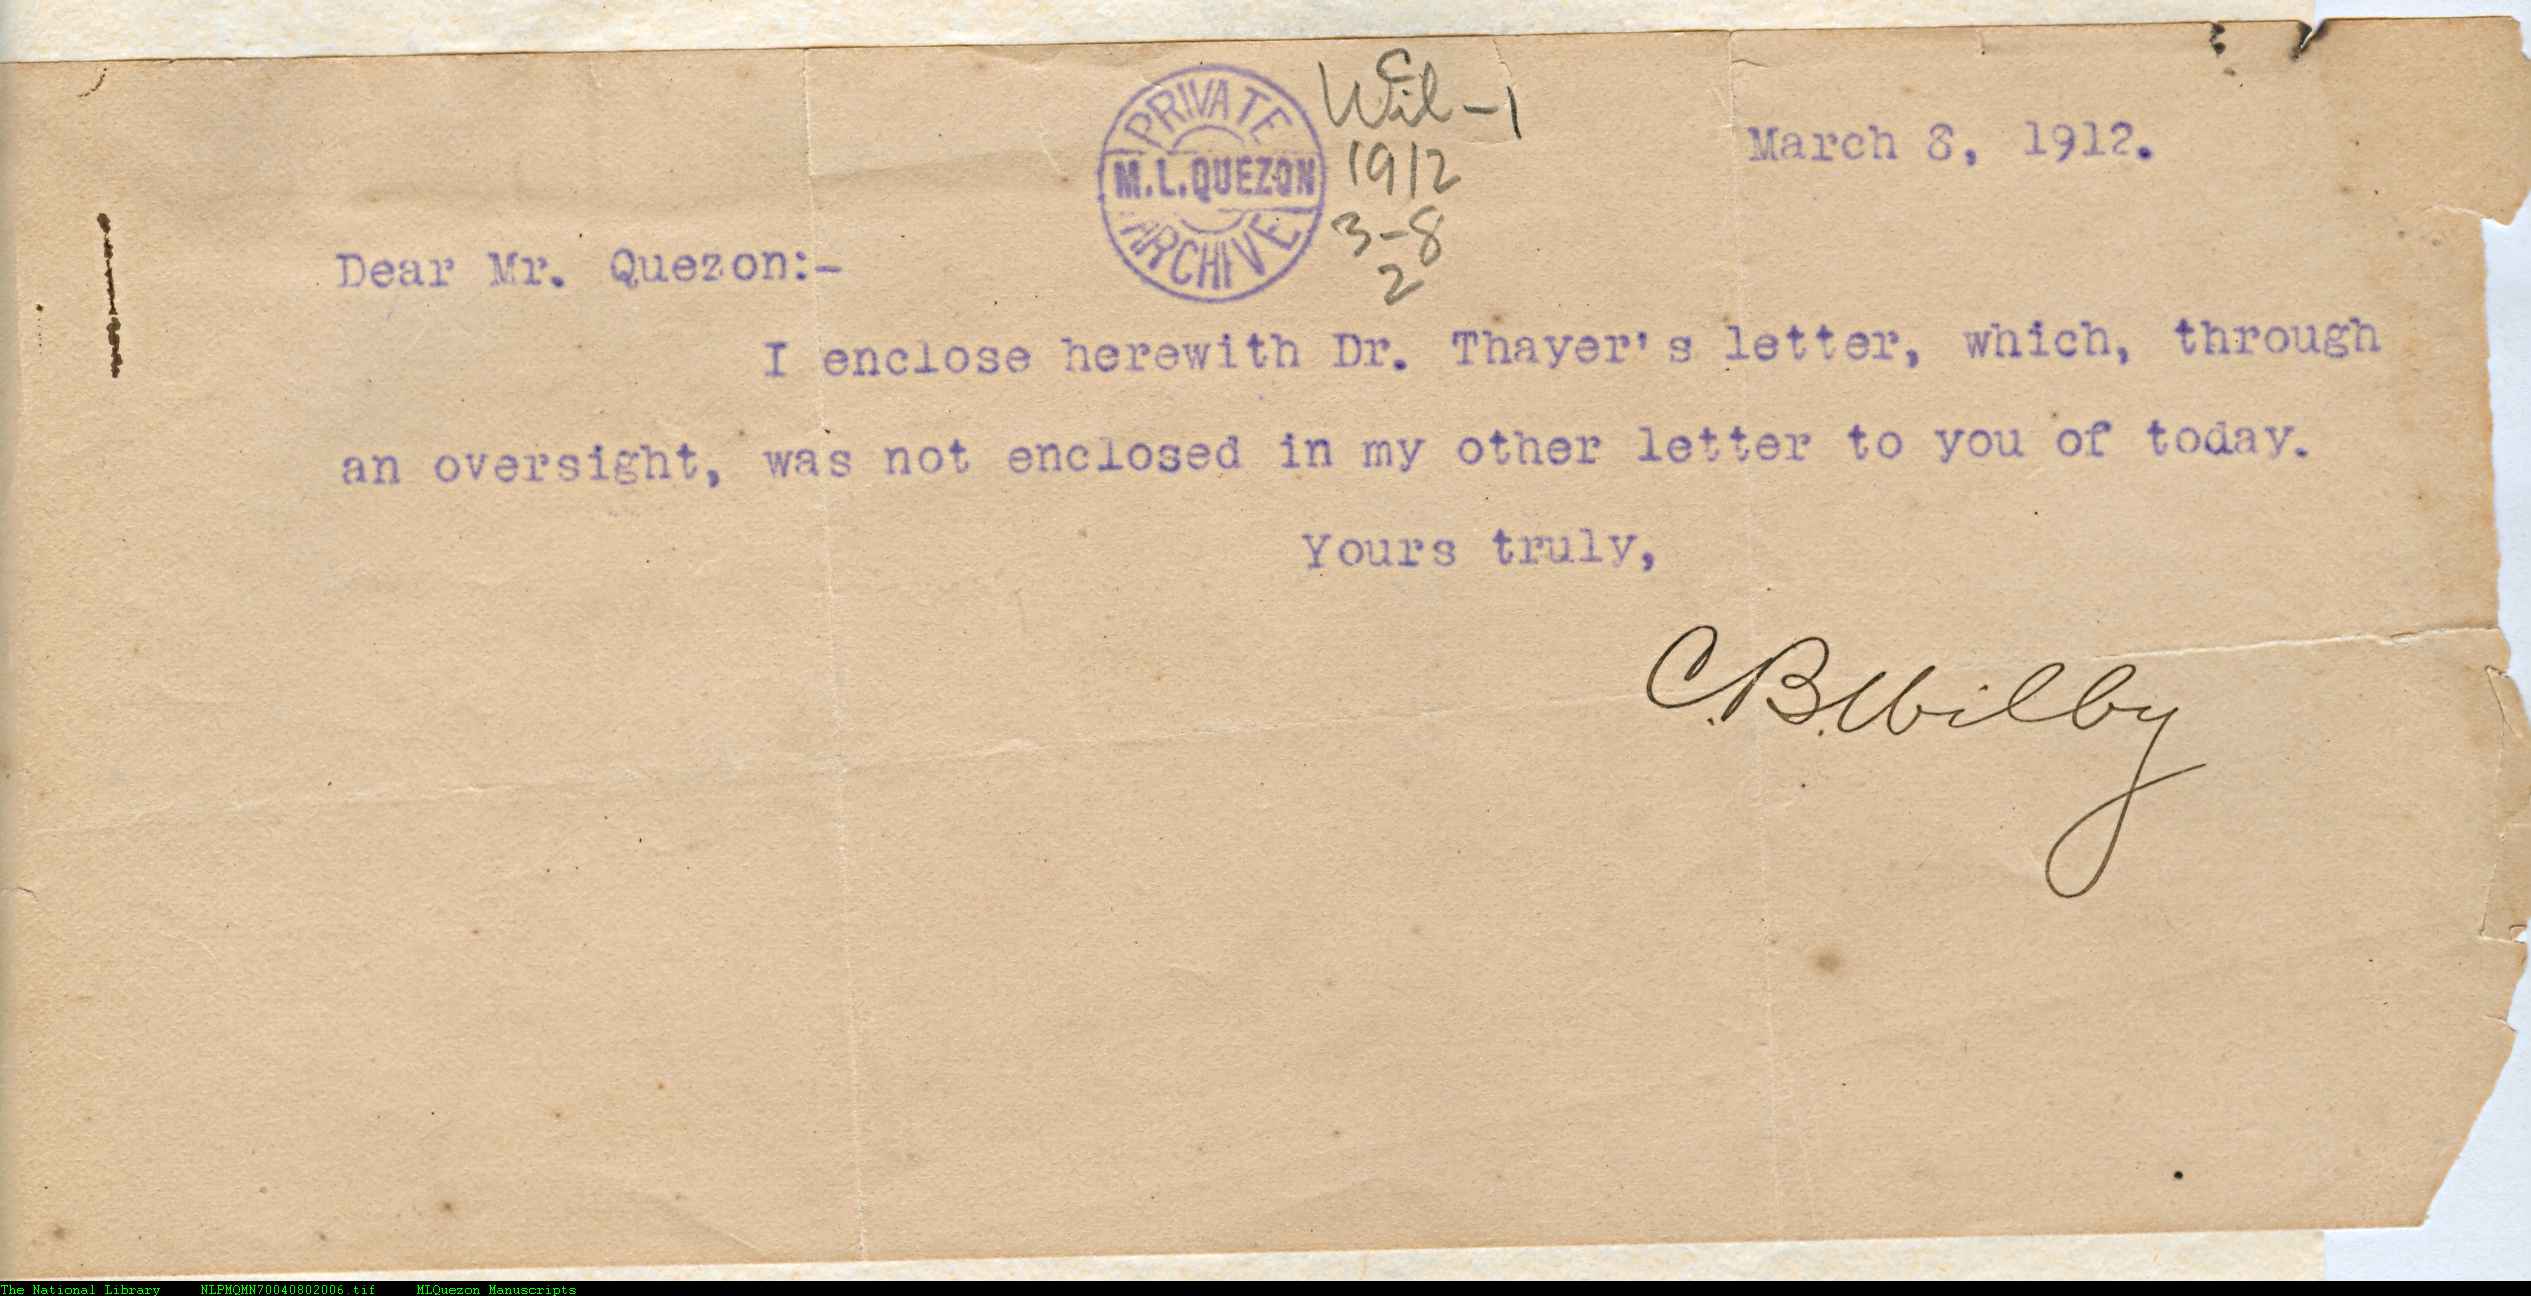 PRIVATE
M.L.QUEZON
ARCHIVE
C
Wil-1
1912
3-8
2
March 8, 1912.
Dear Mr. Quezon:-
I enclose herewith Dr. Thayer's letter, which, through
an oversight, was not enclosed in my other letter to you of today.
Yours truly,
C.B.Wilby
The National Library NLPMQMN70040802006.tif MLQuezon Manuscripts